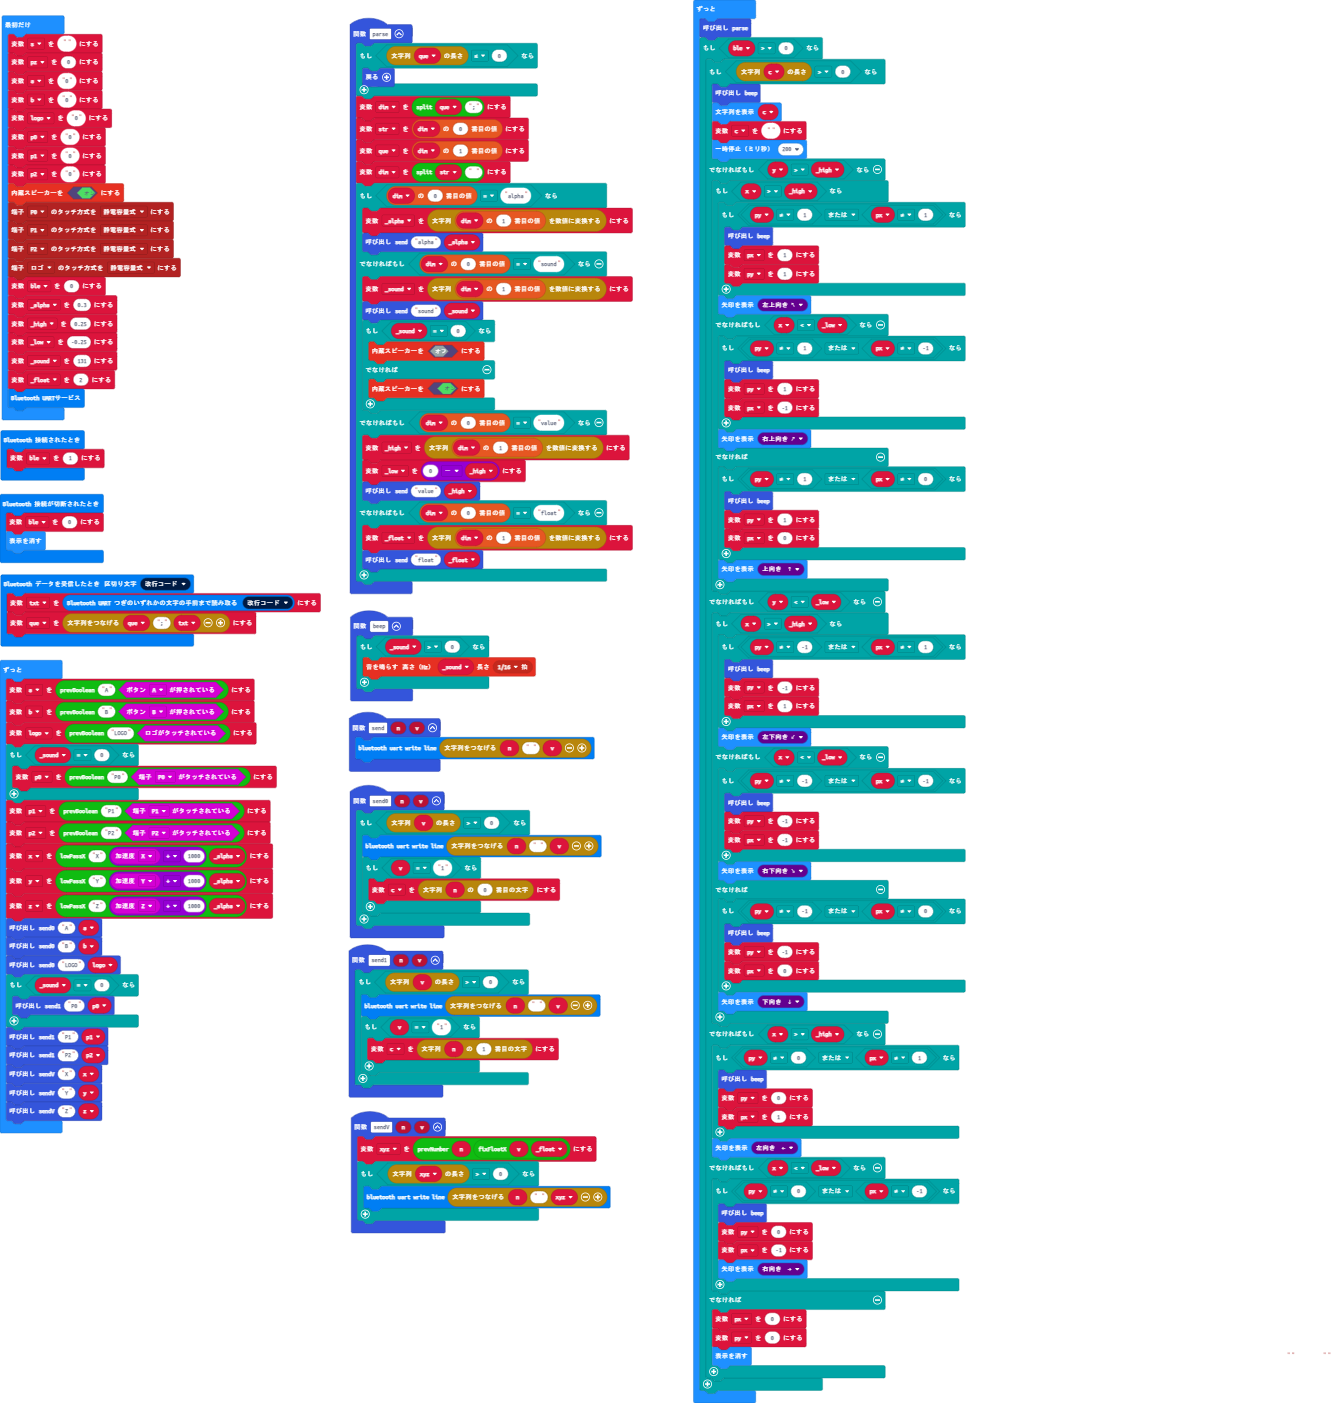 最初だけ
変数 c を " " にする
変数 pz を 0 にする
変数 a を "0" にする
変数 b を "0" にする
変数 logo を "0" にする
変数 p0 を "0" にする
変数 p1 を "0" にする
変数 p2 を "0" にする
内蔵スピーカーを オン にする
端子 P0 のタッチ方式を 静電容量式 にする
端子 P1 のタッチ方式を 静電容量式 にする
端子 P2 のタッチ方式を 静電容量式 にする
端子 ロゴ のタッチ方式を 静電容量式 にする
変数 ble を 0 にする
変数 _alpha を 0.3 にする
変数 _high を 0.25 にする
変数 _low を -0.25 にする
変数 _sound を 131 にする
変数 _float を 2 にする
Bluetooth UARTサービス
Bluetooth 接続されたとき
変数 ble を 1 にする
Bluetooth 接続が切断されたとき
変数 ble を 0 にする
表示を消す
Bluetooth データを受信したとき 区切り文字 改行コード
変数 txt を Bluetooth UART つぎのいずれかの文字の手前まで読み取る 改行コード にする
変数 que を 文字列をつなげる que ";" txt にする
ずっと
変数 a を prevBoolean "A" ボタン A が押されている にする
変数 b を prevBoolean "B" ボタン B が押されている にする
変数 logo を prevBoolean "LOGO" ロゴがタッチされている にする
もし _sound = 0 なら
変数 p0 を prevBoolean "P0" 端子 P0 がタッチされている にする
変数 p1 を prevBoolean "P1" 端子 P1 がタッチされている にする
変数 p2 を prevBoolean "P2" 端子 P2 がタッチされている にする
変数 x を lowPassX "X" 加速度 X ÷ 1000 _alpha にする
変数 y を lowPassX "Y" 加速度 Y ÷ 1000 _alpha にする
変数 z を lowPassX "Z" 加速度 Z ÷ 1000 _alpha にする
呼び出し send0 "A" a
呼び出し send0 "B" b
呼び出し send0 "LOGO" logo
もし _sound = 0 なら
呼び出し send1 "P0" p0
呼び出し send1 "P1" p1
呼び出し send1 "P2" p2
呼び出し sendV "X" x
呼び出し sendV "Y" y
呼び出し sendV "Z" z
関数 parse
もし 文字列 que の長さ = 0 なら
戻る
変数 dim を split que ";" にする
変数 str を dim の 0 番目の値 にする
変数 que を dim の 1 番目の値 にする
変数 dim を split str " " にする
もし dim の 0 番目の値 = "alpha" なら
変数 _alpha を 文字列 dim の 1 番目の値 を数値に変換する にする
呼び出し send "alpha" _alpha
でなければもし dim の 0 番目の値 = "sound" なら
変数 _sound を 文字列 dim の 1 番目の値 を数値に変換する にする
呼び出し send "sound" _sound
もし _sound = 0 なら
内蔵スピーカーを オフ にする
でなければ
内蔵スピーカーを オン にする
でなければもし dim の 0 番目の値 = "value" なら
変数 _high を 文字列 dim の 1 番目の値 を数値に変換する にする
変数 _low を 0 － _high にする
呼び出し send "value" _high
でなければもし dim の 0 番目の値 = "float" なら
変数 _float を 文字列 dim の 1 番目の値 を数値に変換する にする
呼び出し send "float" _float
関数 beep
もし _sound > 0 なら
音を鳴らす 高さ (Hz) _sound 長さ 1/16 拍
関数 send n v
bluetooth uart write line 文字列をつなげる n " " v
関数 send0 n v
もし 文字列 v の長さ > 0 なら
bluetooth uart write line 文字列をつなげる n " " v
もし v = "1" なら
変数 c を 文字列 n の 0 番目の文字 にする
関数 send1 n v
もし 文字列 v の長さ > 0 なら
bluetooth uart write line 文字列をつなげる n " " v
もし v = "1" なら
変数 c を 文字列 n の 1 番目の文字 にする
関数 sendV n v
変数 xyz を prevNumber n fixFloatX v _float にする
もし 文字列 xyz の長さ > 0 なら
bluetooth uart write line 文字列をつなげる n " " xyz
ずっと
呼び出し parse
もし ble > 0 なら
もし 文字列 c の長さ > 0 なら
呼び出し beep
文字列を表示 c
変数 c を " " にする
一時停止（ミリ秒） 200
でなければもし y > _high なら
もし x > _high なら
もし py ≠ 1 または px ≠ 1 なら
呼び出し beep
変数 px を 1 にする
変数 py を 1 にする
矢印を表示 左上向き ↖
でなければもし x < _low なら
もし py ≠ 1 または px ≠ -1 なら
呼び出し beep
変数 py を 1 にする
変数 px を -1 にする
矢印を表示 右上向き ↗
でなければ
もし py ≠ 1 または px ≠ 0 なら
呼び出し beep
変数 py を 1 にする
変数 px を 0 にする
矢印を表示 上向き ↑
でなければもし y < _low なら
もし x > _high なら
もし py ≠ -1 または px ≠ 1 なら
呼び出し beep
変数 py を -1 にする
変数 px を 1 にする
矢印を表示 左下向き ↙
でなければもし x < _low なら
もし py ≠ -1 または px ≠ -1 なら
呼び出し beep
変数 py を -1 にする
変数 px を -1 にする
矢印を表示 右下向き ↘
でなければ
もし py ≠ -1 または px ≠ 0 なら
呼び出し beep
変数 py を -1 にする
変数 px を 0 にする
矢印を表示 下向き ↓
でなければもし x > _high なら
もし py ≠ 0 または px ≠ 1 なら
呼び出し beep
変数 py を 0 にする
変数 px を 1 にする
矢印を表示 左向き ←
でなければもし x < _low なら
もし py ≠ 0 または px ≠ -1 なら
呼び出し beep
変数 py を 0 にする
変数 px を -1 にする
矢印を表示 右向き →
でなければ
変数 px を 0 にする
変数 py を 0 にする
表示を消す